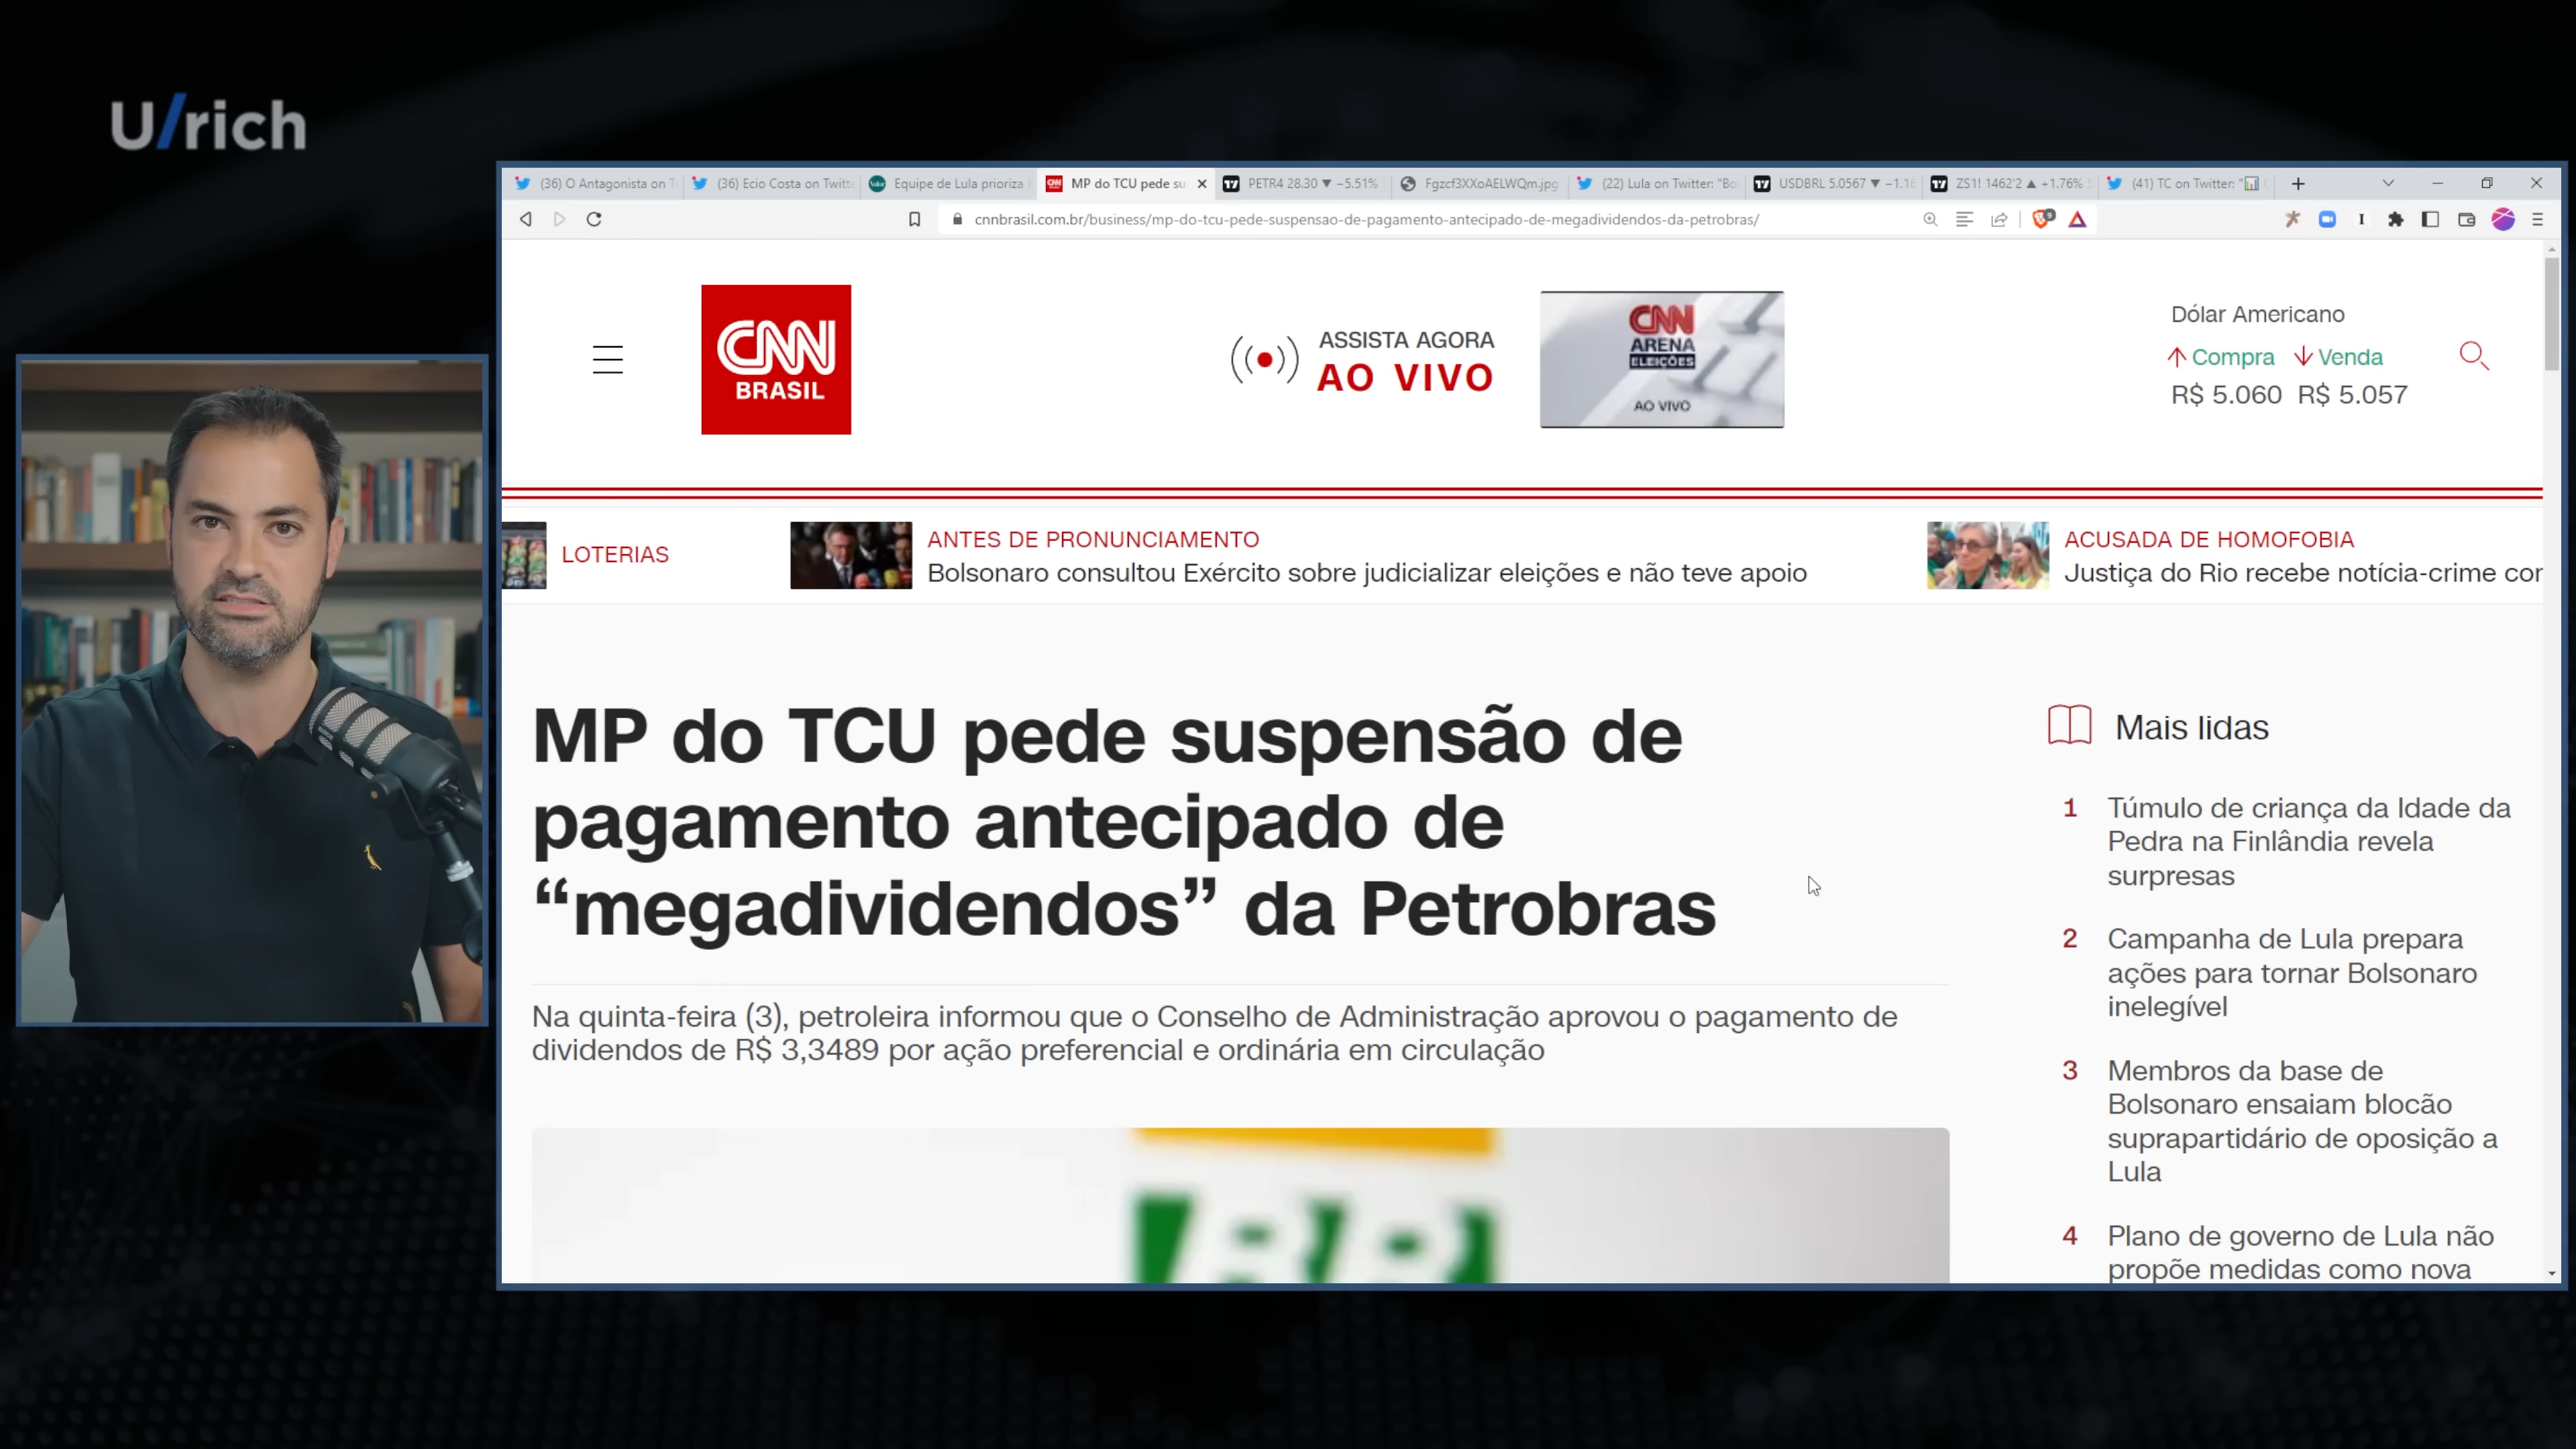 U/rich
(36) O Antagonista on T
(36) Ecio Costa on Twitt
Equipe de Lula prioriza
MP do TCU pede su
PETR4 28.30 ▼ −5.51%
Fgzcf3XXoAELWQm.jpg
(22) Lula on Twitter: "Bo
USDBRL 5.0567 ▼ −1.16
ZS1! 1462'2 ▲ +1.76%
(41) TC on Twitter: "
cnnbrasil.com.br/business/mp-do-tcu-pede-suspensao-de-pagamento-antecipado-de-megadividendos-da-petrobras/
CNN
BRASIL
ASSISTA AGORA
AO VIVO
CNN
ARENA
ELEIÇÕES
AO VIVO
Dólar Americano
Compra Venda
R$ 5.060 R$ 5.057
LOTERIAS
ANTES DE PRONUNCIAMENTO
Bolsonaro consultou Exército sobre judicializar eleições e não teve apoio
ACUSADA DE HOMOFOBIA
Justiça do Rio recebe notícia-crime cor
MP do TCU pede suspensão de
pagamento antecipado de
“megadividendos” da Petrobras
Na quinta-feira (3), petroleira informou que o Conselho de Administração aprovou o pagamento de
dividendos de R$ 3,3489 por ação preferencial e ordinária em circulação
Mais lidas
1 Túmulo de criança da Idade da
Pedra na Finlândia revela
surpresas
2 Campanha de Lula prepara
ações para tornar Bolsonaro
inelegível
3 Membros da base de
Bolsonaro ensaiam blocão
suprapartidário de oposição a
Lula
4 Plano de governo de Lula não
propõe medidas como nova